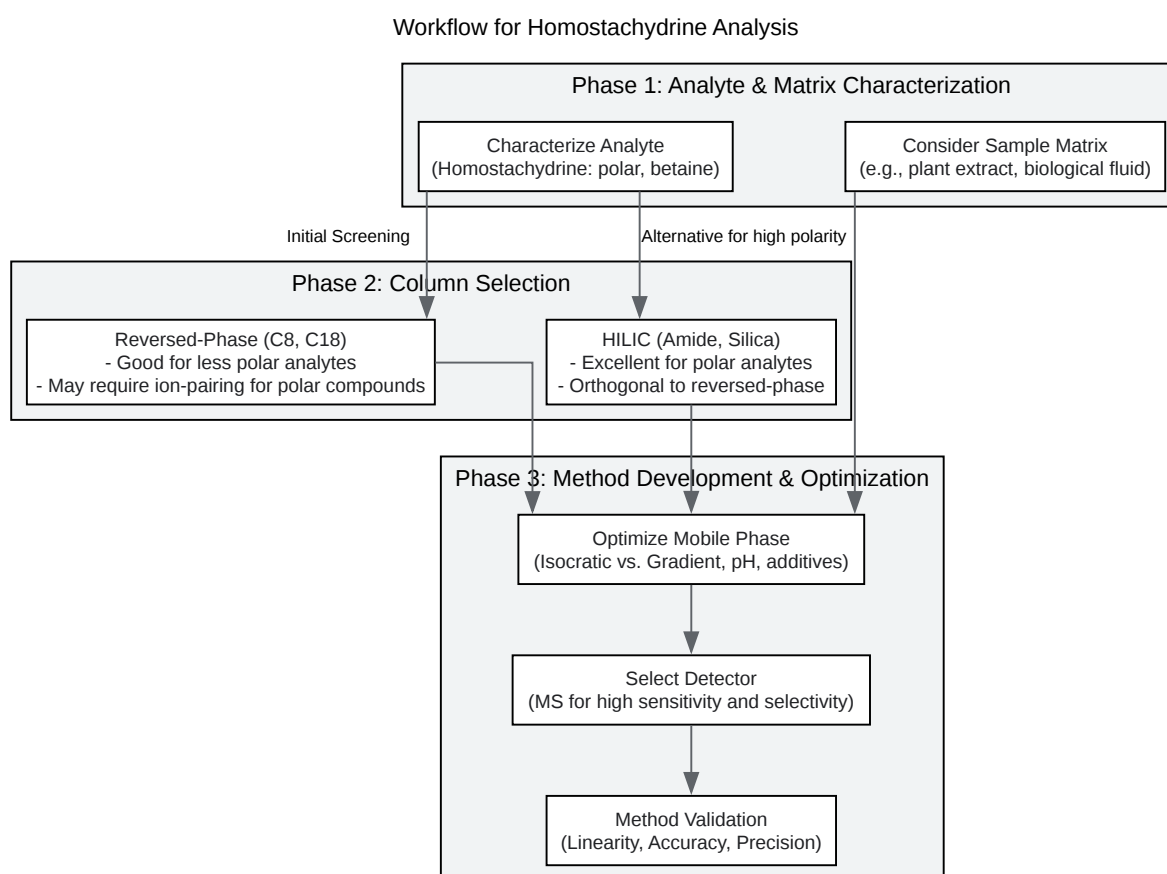 Workflow for Homostachydrine Analysis
Phase 1: Analyte & Matrix Characterization
Characterize Analyte
(Homostachydrine: polar, betaine)
Consider Sample Matrix
(e.g., plant extract, biological fluid)
Initial Screening
Alternative for high polarity
Phase 2: Column Selection
Reversed-Phase (C8, C18)
- Good for less polar analytes
- May require ion-pairing for polar compounds
HILIC (Amide, Silica)
- Excellent for polar analytes
- Orthogonal to reversed-phase
Phase 3: Method Development & Optimization
Optimize Mobile Phase
(Isocratic vs. Gradient, pH, additives)
Select Detector
(MS for high sensitivity and selectivity)
Method Validation
(Linearity, Accuracy, Precision)